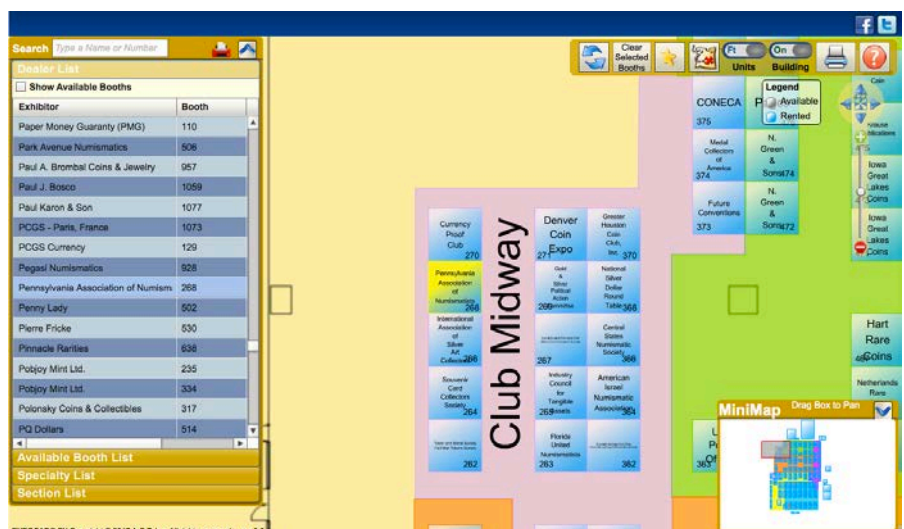 Search Type a Name or Number
Dealer List
Show Available Booths
Exhibitor Booth
Paper Money Guaranty (PMG) 110
Park Avenue Numismatics 506
Paul A. Brombal Coins & Jewelry 957
Paul J. Bosco 1059
Paul Karon & Son 1077
PCGS - Paris, France 1073
PCGS Currency 129
Pegasi Numismatics 928
Pennsylvania Association of Numism 268
Penny Lady 502
Pierre Fricke 530
Pinnacle Rarities 638
Pobjoy Mint Ltd. 235
Pobjoy Mint Ltd. 334
Polonsky Coins & Collectibles 317
PQ Dollars 514
Available Booth List
Specialty List
Section List
Clear
Selected
Booths
Ft
Units
On
Building
Legend
Available
Rented
CONECA
375
Medal
Collectors
of
America
374
N.
Green
&
Sons 474
Future
Conventions
373
N.
Green
&
Sons 472
Coin
Iowa
Great
Lakes
Coins
Iowa
Great
Lakes
Coins
Hart
Rare
Coins
Netherlands
Rare
Club Midway
Currency
Proof
Club
270
Pennsylvania
Association
of
Numismatics
268
International
Association
of
Silver
Art
Collectors
266
Souvenir
Card
Collectors
Society
264
262
Denver
Coin
Expo
271
Greater
Houston
Coin
Club,
Inc. 370
Gold
&
Silver
Political
Action
Committee
269
National
Silver
Dollar
Round
Table 368
267
Central
States
Numismatic
Society
366
Industry
Council
for
Tangible
Assets
265
American
Israel
Numismatic
Association
364
Florida
United
Numismatists
263
362
363
MiniMap Drag Box to Pan